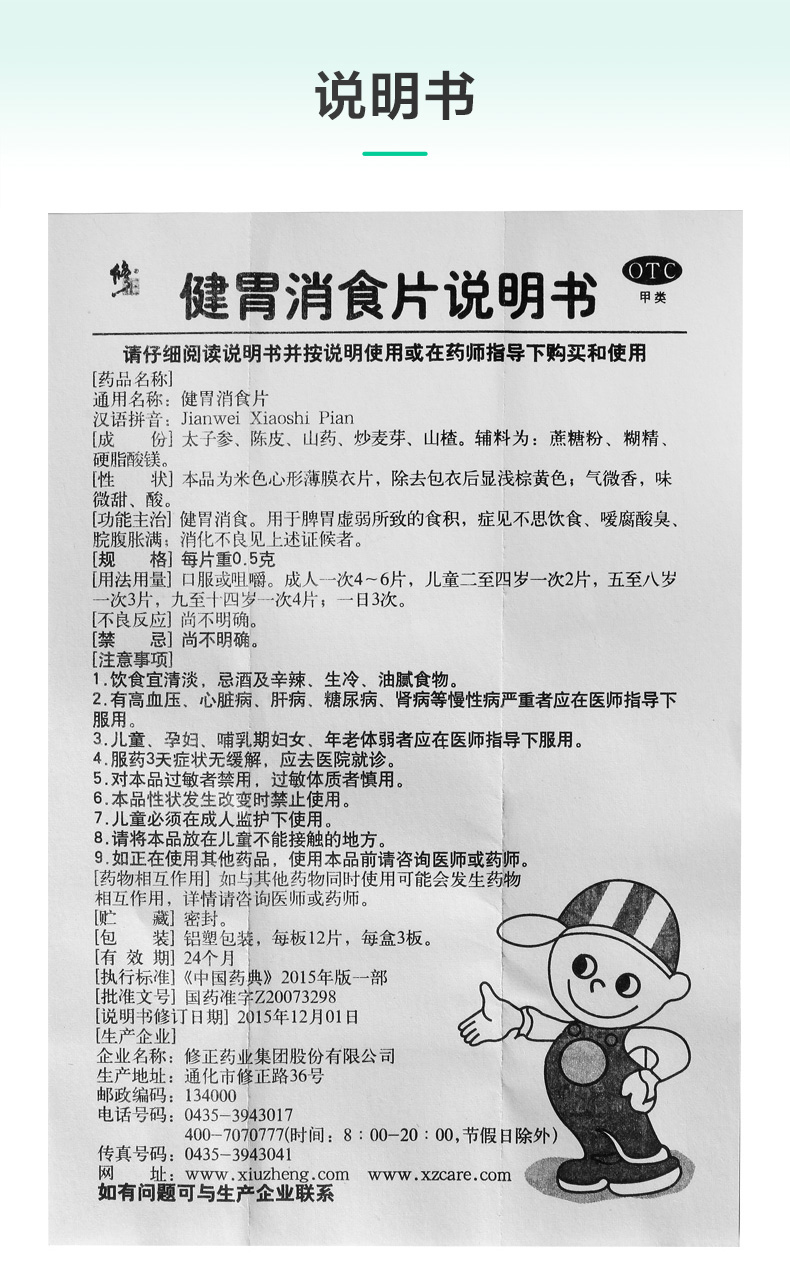 说明书
修
健胃消食片说明书
OTC
甲类
请仔细阅读说明书并按说明使用或在药师指导下购买和使用
[药品名称]
通用名称：健胃消食片
汉语拼音：Jianwei Xiaoshi Pian
[成　　份] 太子参、陈皮、山药、炒麦芽、山楂。辅料为：蔗糖粉、糊精、
硬脂酸镁。
[性　　状] 本品为米色心形薄膜衣片，除去包衣后显浅棕黄色；气微香，味
微甜、酸。
[功能主治] 健胃消食。用于脾胃虚弱所致的食积，症见不思饮食、嗳腐酸臭、
脘腹胀满；消化不良见上述证候者。
[规　　格] 每片重0.5克
[用法用量] 口服或咀嚼。成人一次4～6片，儿童二至四岁一次2片，五至八岁
一次3片，九至十四岁一次4片；一日3次。
[不良反应] 尚不明确。
[禁　　忌] 尚不明确。
[注意事项]
1.饮食宜清淡，忌酒及辛辣、生冷、油腻食物。
2.有高血压、心脏病、肝病、糖尿病、肾病等慢性病严重者应在医师指导下
服用。
3.儿童、孕妇、哺乳期妇女、年老体弱者应在医师指导下服用。
4.服药3天症状无缓解，应去医院就诊。
5.对本品过敏者禁用，过敏体质者慎用。
6.本品性状发生改变时禁止使用。
7.儿童必须在成人监护下使用。
8.请将本品放在儿童不能接触的地方。
9.如正在使用其他药品，使用本品前请咨询医师或药师。
[药物相互作用] 如与其他药物同时使用可能会发生药物
相互作用，详情请咨询医师或药师。
[贮　　藏] 密封。
[包　　装] 铝塑包装，每板12片，每盒3板。
[有 效 期] 24个月
[执行标准]《中国药典》2015年版一部
[批准文号] 国药准字Z20073298
[说明书修订日期] 2015年12月01日
[生产企业]
企业名称：修正药业集团股份有限公司
生产地址：通化市修正路36号
邮政编码：134000
电话号码：0435-3943017
400-7070777(时间：8：00-20：00,节假日除外)
传真号码：0435-3943041
网　　址：www.xiuzheng.com　www.xzcare.com
如有问题可与生产企业联系